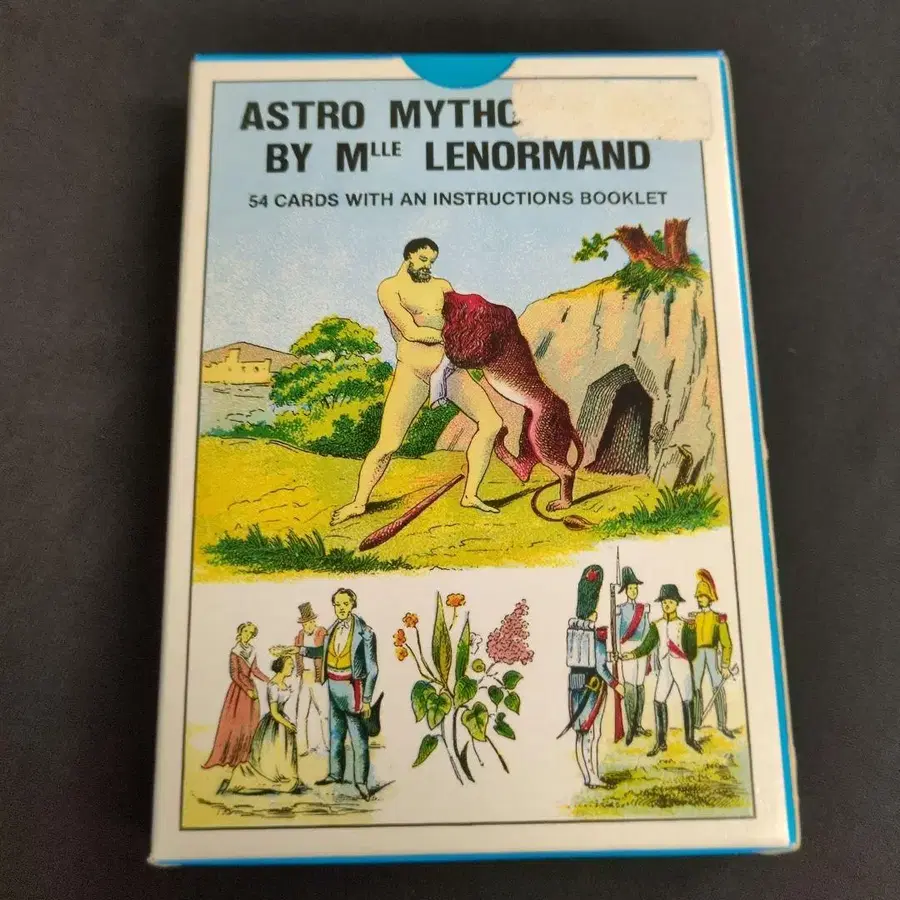 ASTRO MYTHO
BY MLLE LENORMAND
54 CARDS WITH AN INSTRUCTIONS BOOKLET